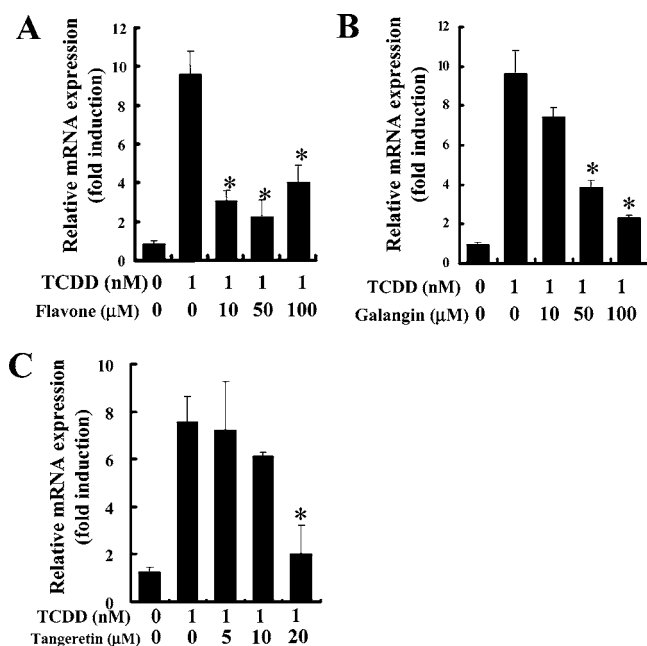 A
Relative mRNA expression
(fold induction)
12
10
8
6
4
2
0
*
*
*
TCDD (nM) 0 1 1 1 1
Flavone (µM) 0 0 10 50 100
B
Relative mRNA expression
(fold induction)
12
10
8
6
4
2
0
*
*
TCDD (nM) 0 1 1 1 1
Galangin (µM) 0 0 10 50 100
C
Relative mRNA expression
(fold induction)
10
8
6
4
2
0
*
TCDD (nM) 0 1 1 1 1
Tangeretin (µM) 0 0 5 10 20